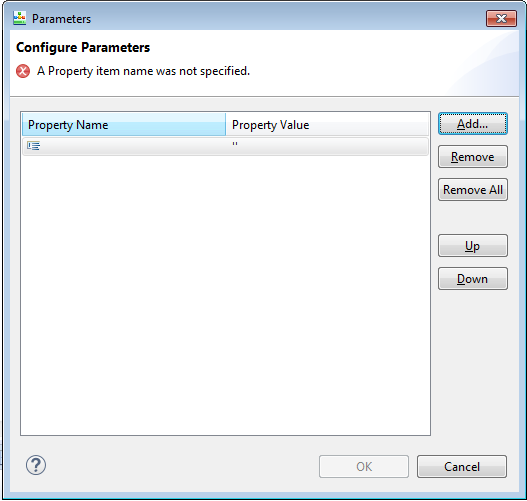 Parameters
Configure Parameters
A Property item name was not specified.
Property Name Property Value
''
Add...
Remove
Remove All
Up
Down
?
OK Cancel